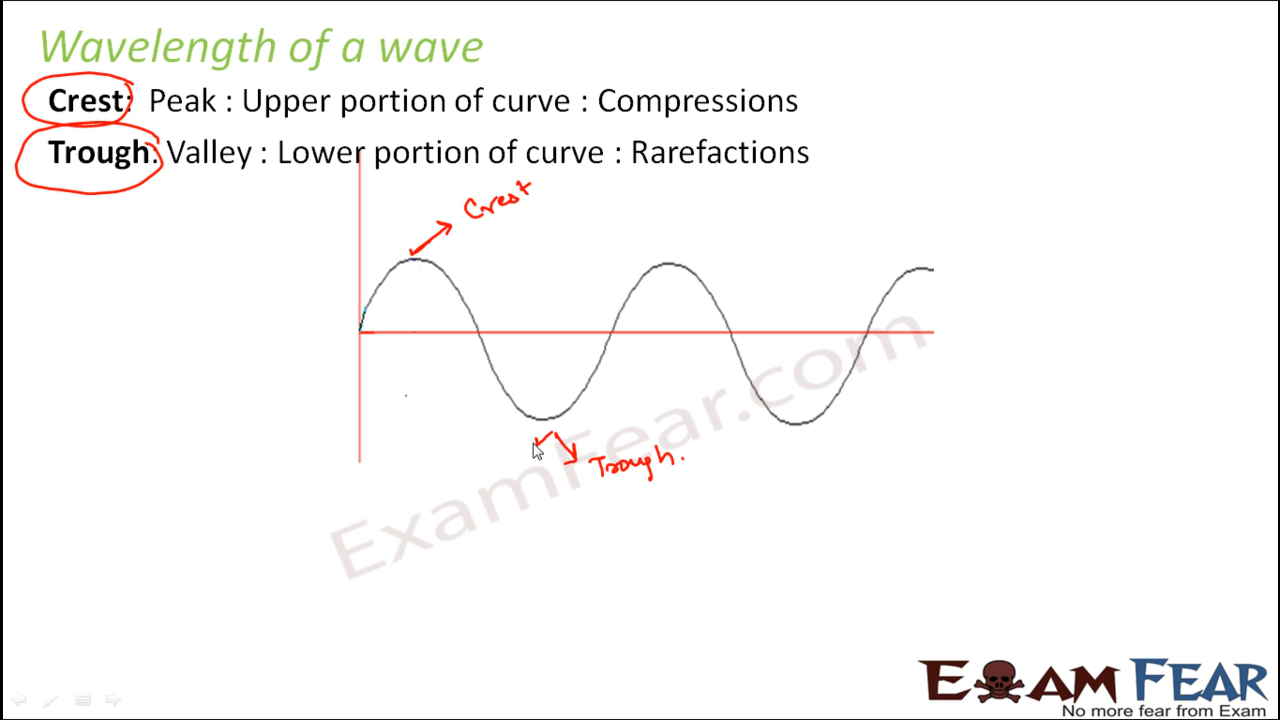 Wavelength of a wave
Crest: Peak : Upper portion of curve : Compressions
Trough: Valley : Lower portion of curve : Rarefactions
Crest
Trough.
ExamFear.com
EXAM FEAR
No more fear from Exam